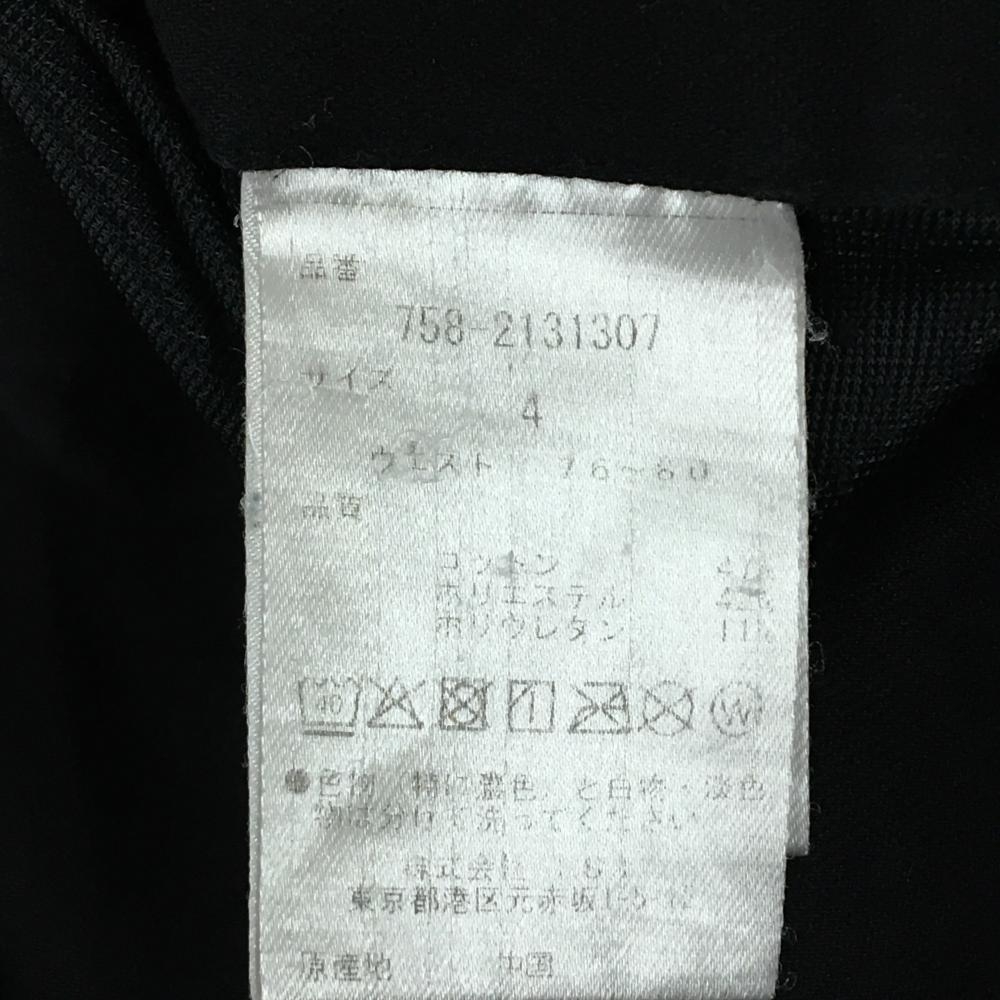 品番
758-2131307
サイズ
4
ウエスト
品質
コットン
ポリエステル
ポリウレタン 11%
色物 特に濃色 と白物・淡色
物は分けて洗ってください
株式会社
東京都港区元赤坂
原産地 中国